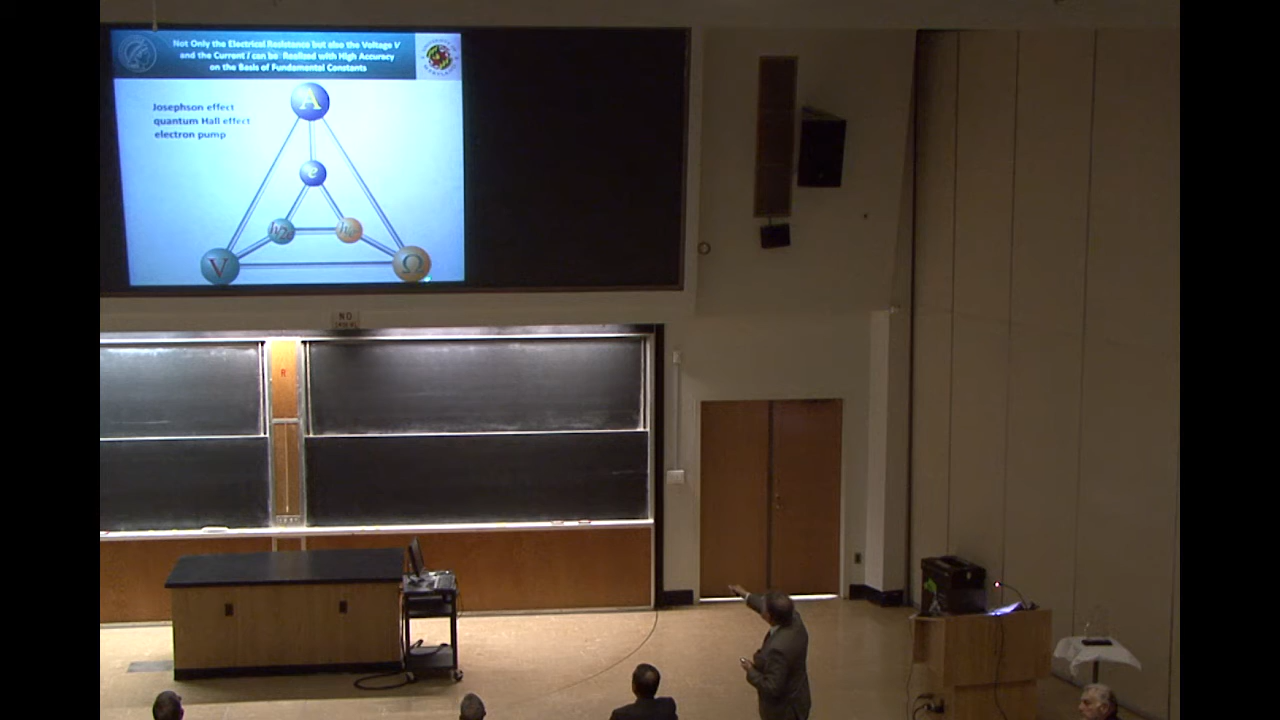 Not Only the Electrical Resistance but also the Voltage V
and the Current I can be Realized with High Accuracy
on the Basis of Fundamental Constants
Josephson effect
quantum Hall effect
electron pump
A
e
V
Ω
NO
R